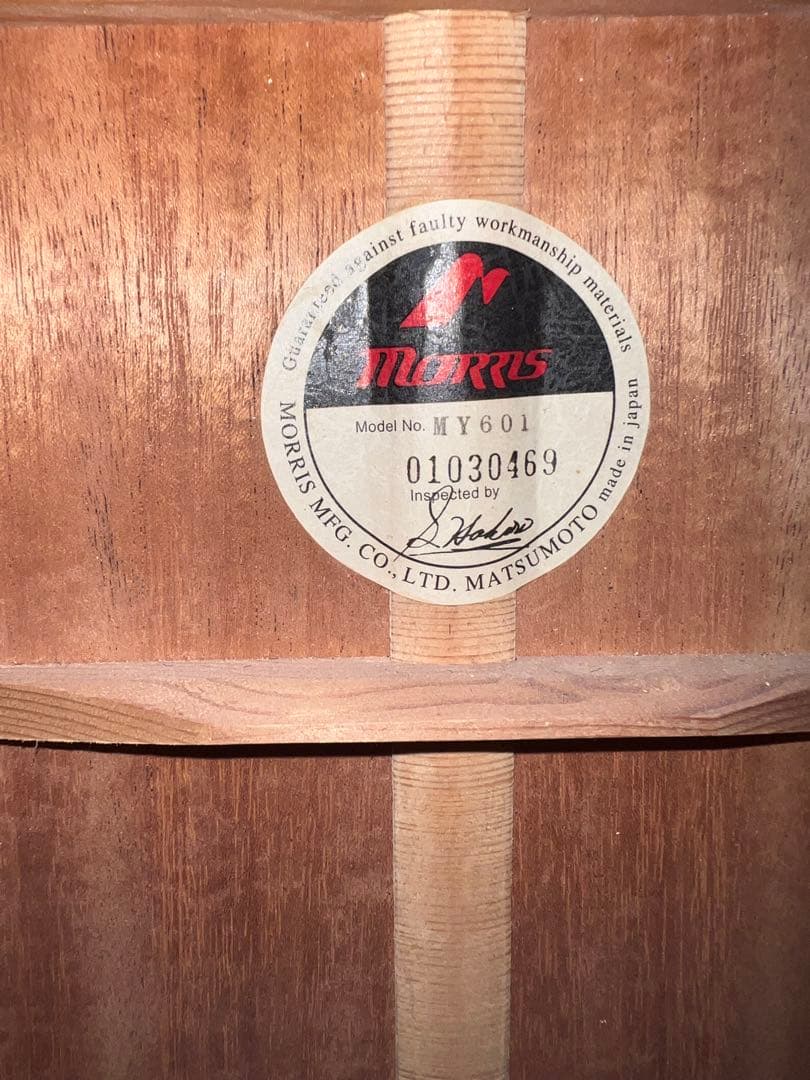 Guaranteed against faulty workmanship materials
MORRIS
Model No. MY601
01030469
Inspected by
MORRIS MFG. CO., LTD. MATSUMOTO made in japan